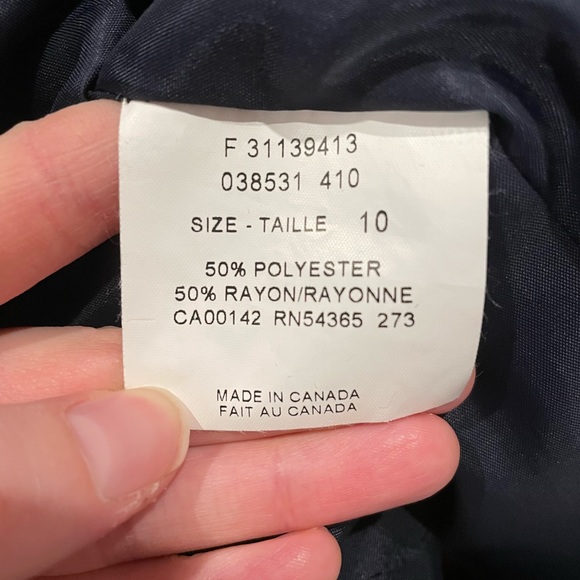 F 31139413
038531 410
SIZE - TAILLE 10
50% POLYESTER
50% RAYON/RAYONNE
CA00142 RN54365 273
MADE IN CANADA
FAIT AU CANADA